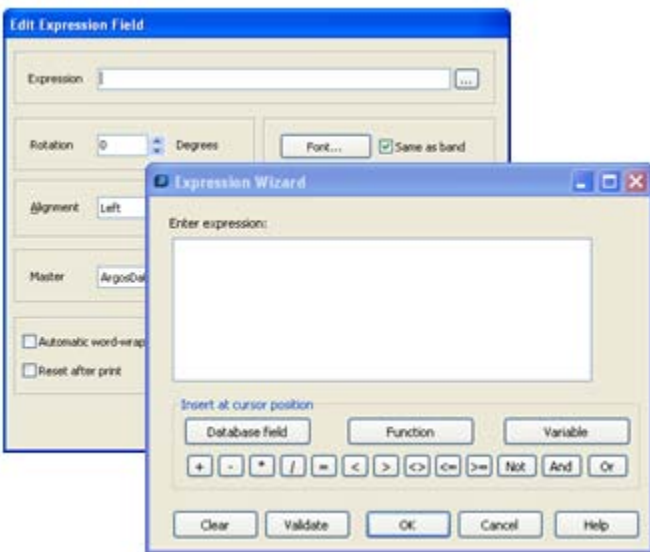 Edit Expression Field
Expression
...
Rotation 0 Degrees Font... Same as band
Expression Wizard
Alignment Left
Enter expression:
Master
Automatic word-wrap
Reset after print
Insert at cursor position
Database field Function Variable
+ - * / = < > <> <= >= Not And Or
Clear Validate OK Cancel Help